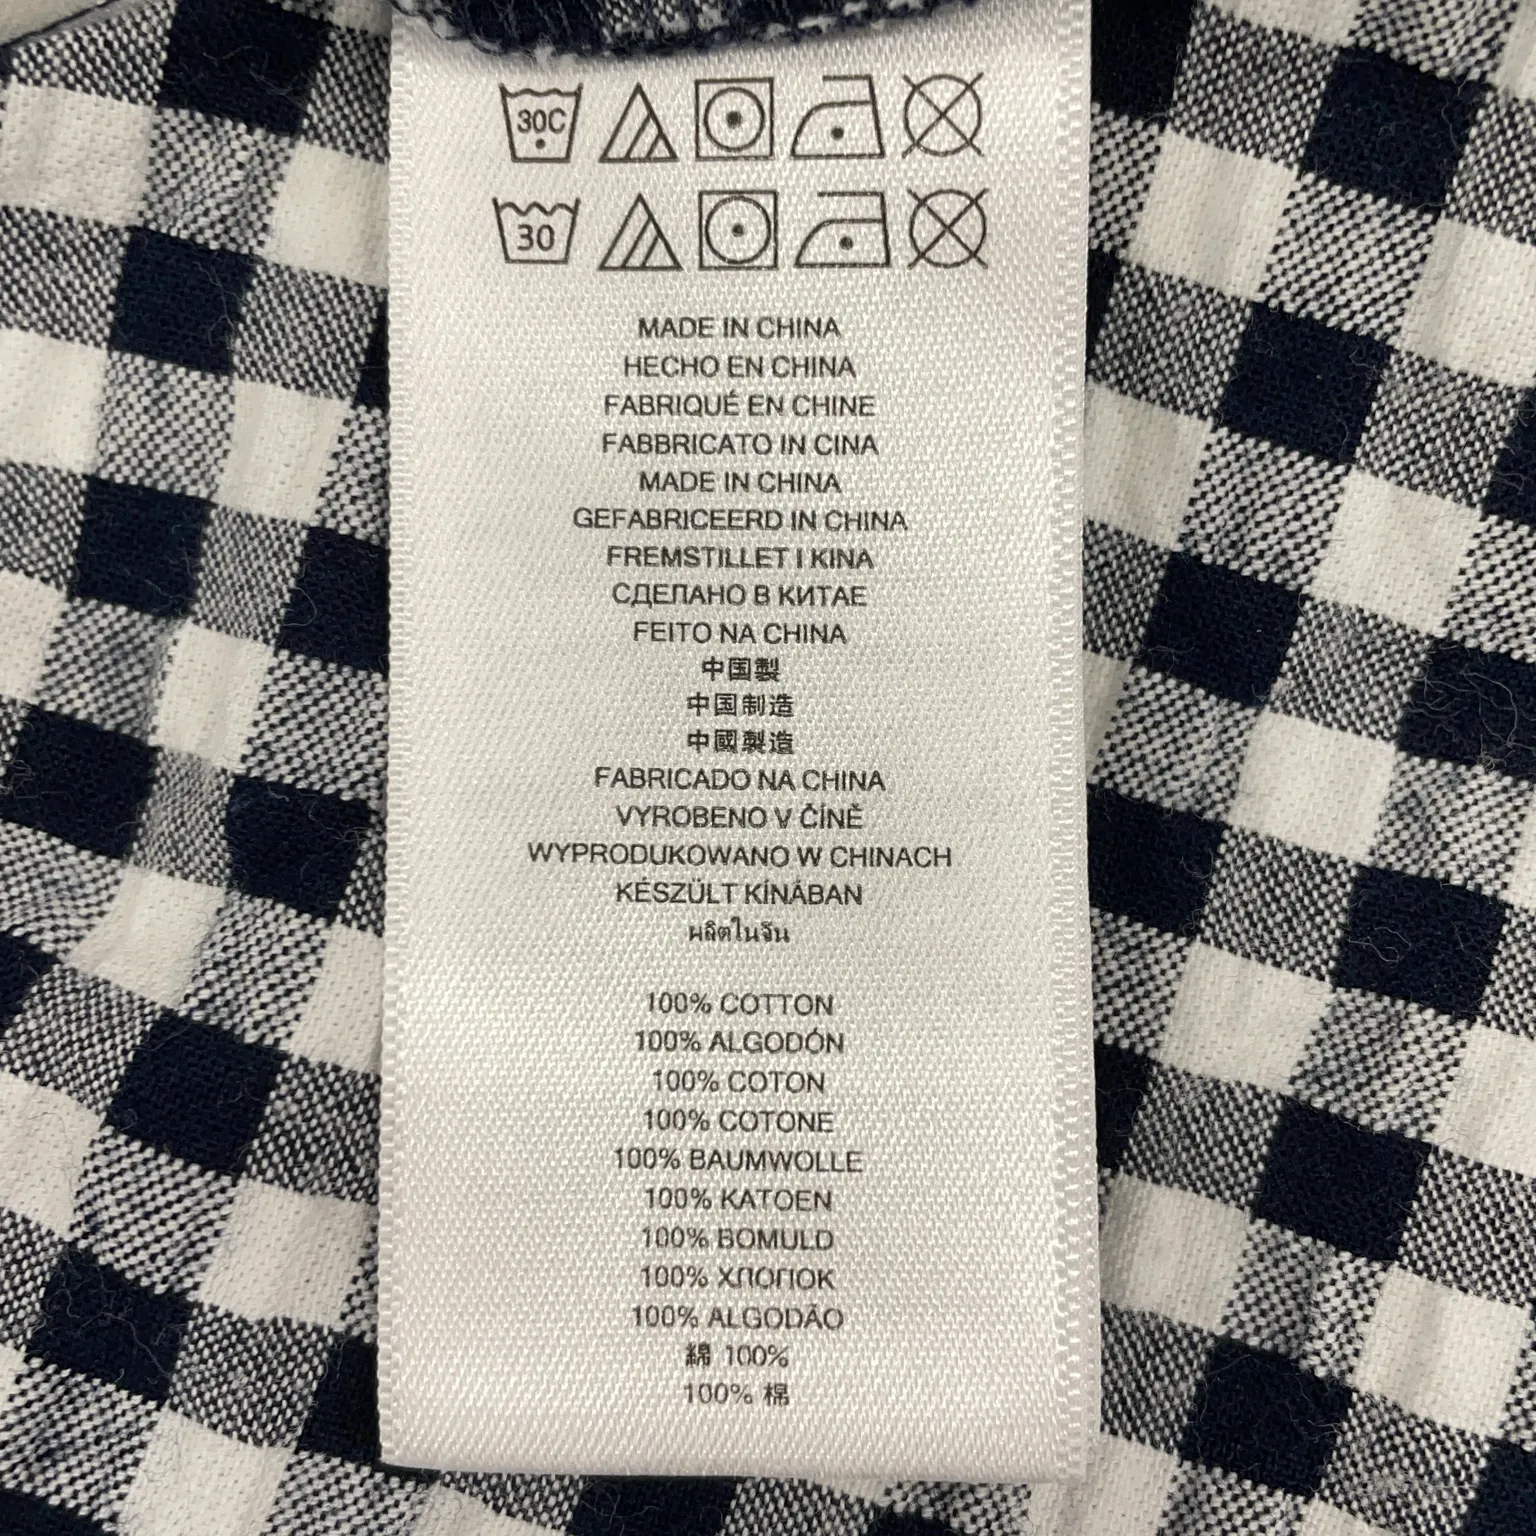 30C
30
MADE IN CHINA
HECHO EN CHINA
FABRIQUÉ EN CHINE
FABBRICATO IN CINA
MADE IN CHINA
GEFABRICEERD IN CHINA
FREMSTILLET I KINA
СДЕЛАНО В КИТАЕ
FEITO NA CHINA
中国製
中国制造
中國製造
FABRICADO NA CHINA
VYROBENO V ČÍNĚ
WYPRODUKOWANO W CHINACH
KÉSZÜLT KÍNÁBAN
ผลิตในจีน
100% COTTON
100% ALGODÓN
100% COTON
100% COTONE
100% BAUMWOLLE
100% KATOEN
100% BOMULD
100% ХЛОПОК
100% ALGODÃO
綿 100%
100% 棉